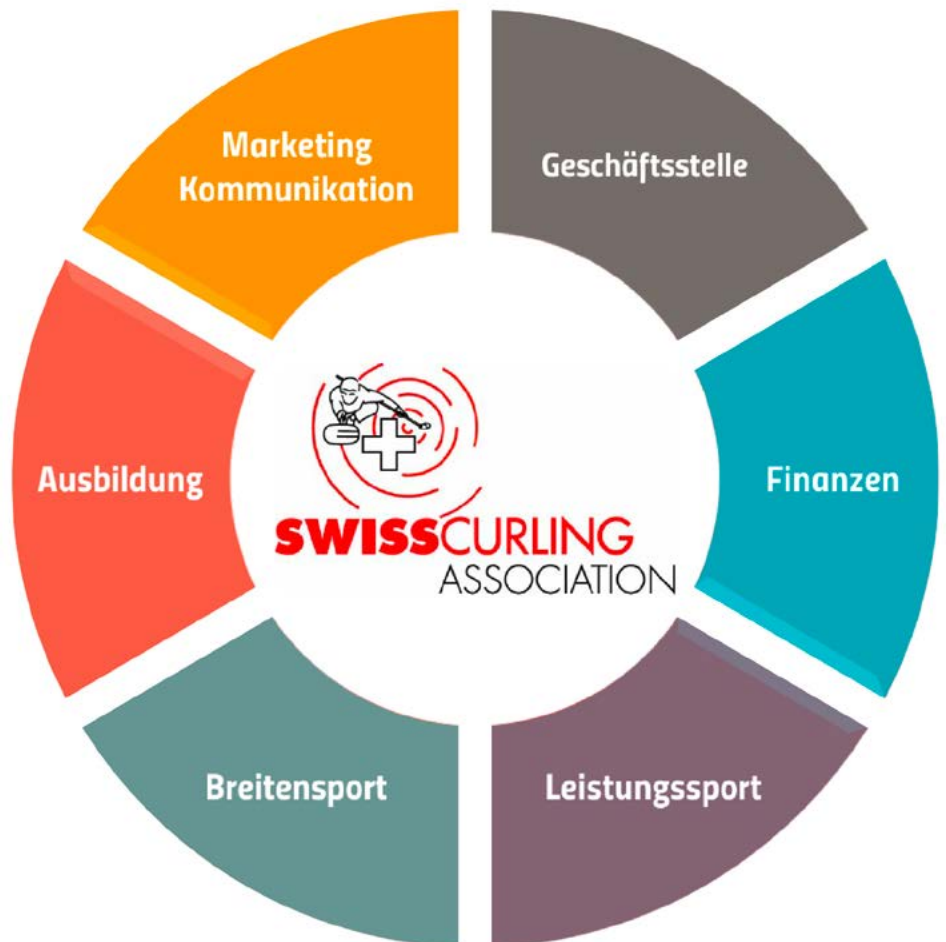 Marketing
Kommunikation
Geschäftsstelle
Ausbildung
Finanzen
SWISSCURLING
ASSOCIATION
Breitensport
Leistungssport